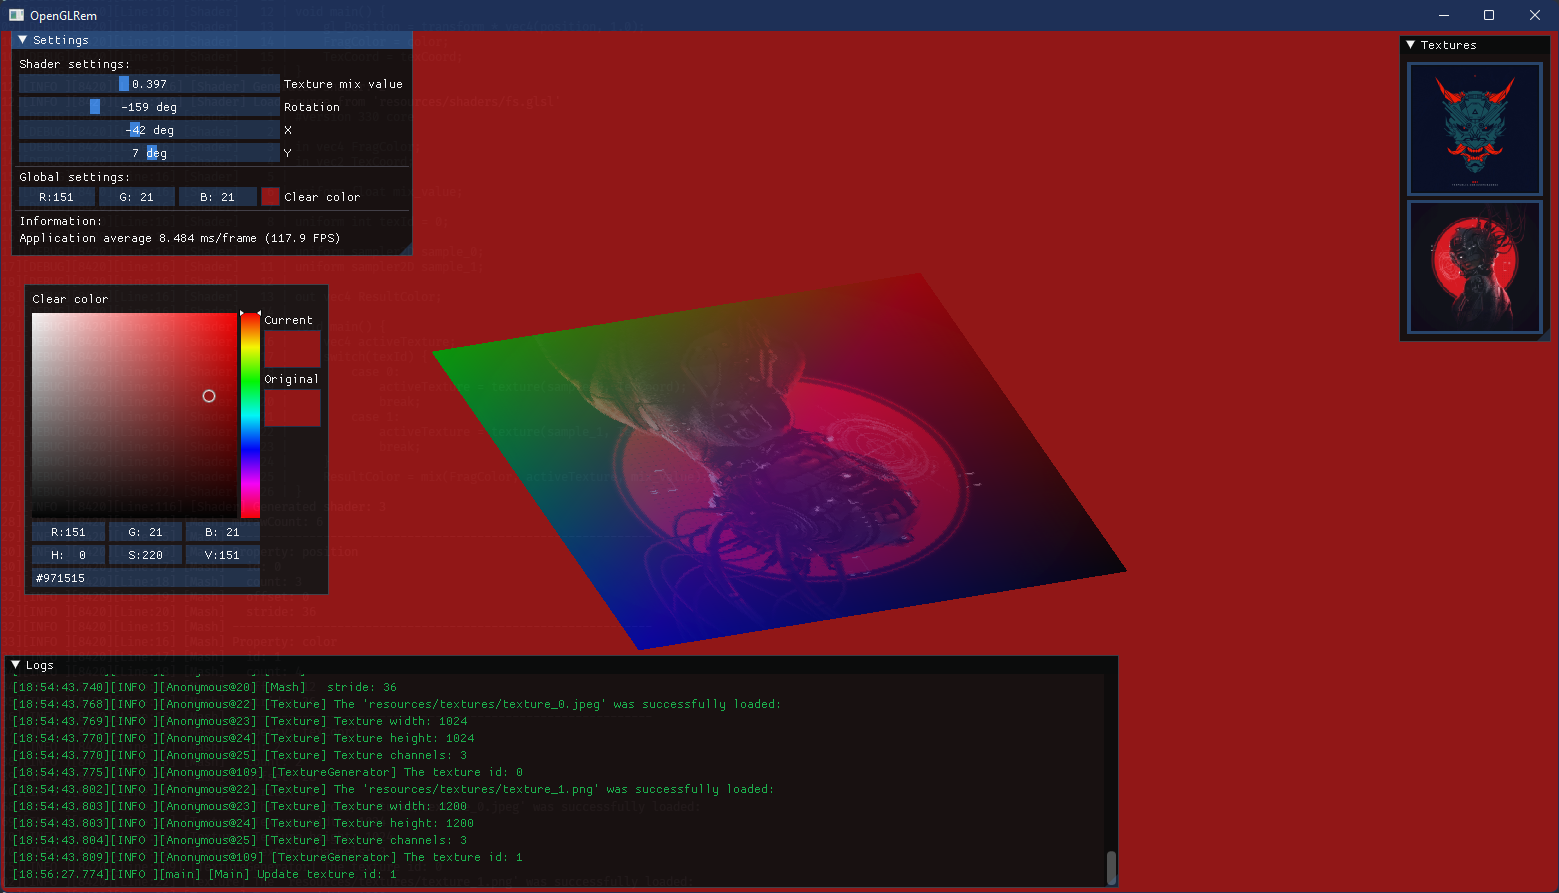 OpenGLRem
Settings
Shader settings:
0.397 Texture mix value
-159 deg Rotation
-42 deg X
7 deg Y
Global settings:
R:151 G: 21 B: 21 Clear color
Information:
Application average 8.484 ms/frame (117.9 FPS)
Textures
Clear color
Current
Original
R:151 G: 21 B: 21
H: 0 S:220 V:151
#971515
Logs
[18:54:43.740][INFO ][Anonymous@20] [Mash] stride: 36
[18:54:43.768][INFO ][Anonymous@22] [Texture] The 'resources/textures/texture_0.jpeg' was successfully loaded:
[18:54:43.769][INFO ][Anonymous@23] [Texture] Texture width: 1024
[18:54:43.770][INFO ][Anonymous@24] [Texture] Texture height: 1024
[18:54:43.770][INFO ][Anonymous@25] [Texture] Texture channels: 3
[18:54:43.775][INFO ][Anonymous@109] [TextureGenerator] The texture id: 0
[18:54:43.802][INFO ][Anonymous@22] [Texture] The 'resources/textures/texture_1.png' was successfully loaded:
[18:54:43.803][INFO ][Anonymous@23] [Texture] Texture width: 1200
[18:54:43.803][INFO ][Anonymous@24] [Texture] Texture height: 1200
[18:54:43.804][INFO ][Anonymous@25] [Texture] Texture channels: 3
[18:54:43.809][INFO ][Anonymous@109] [TextureGenerator] The texture id: 1
[18:56:27.774][INFO ][main] [Main] Update texture id: 1